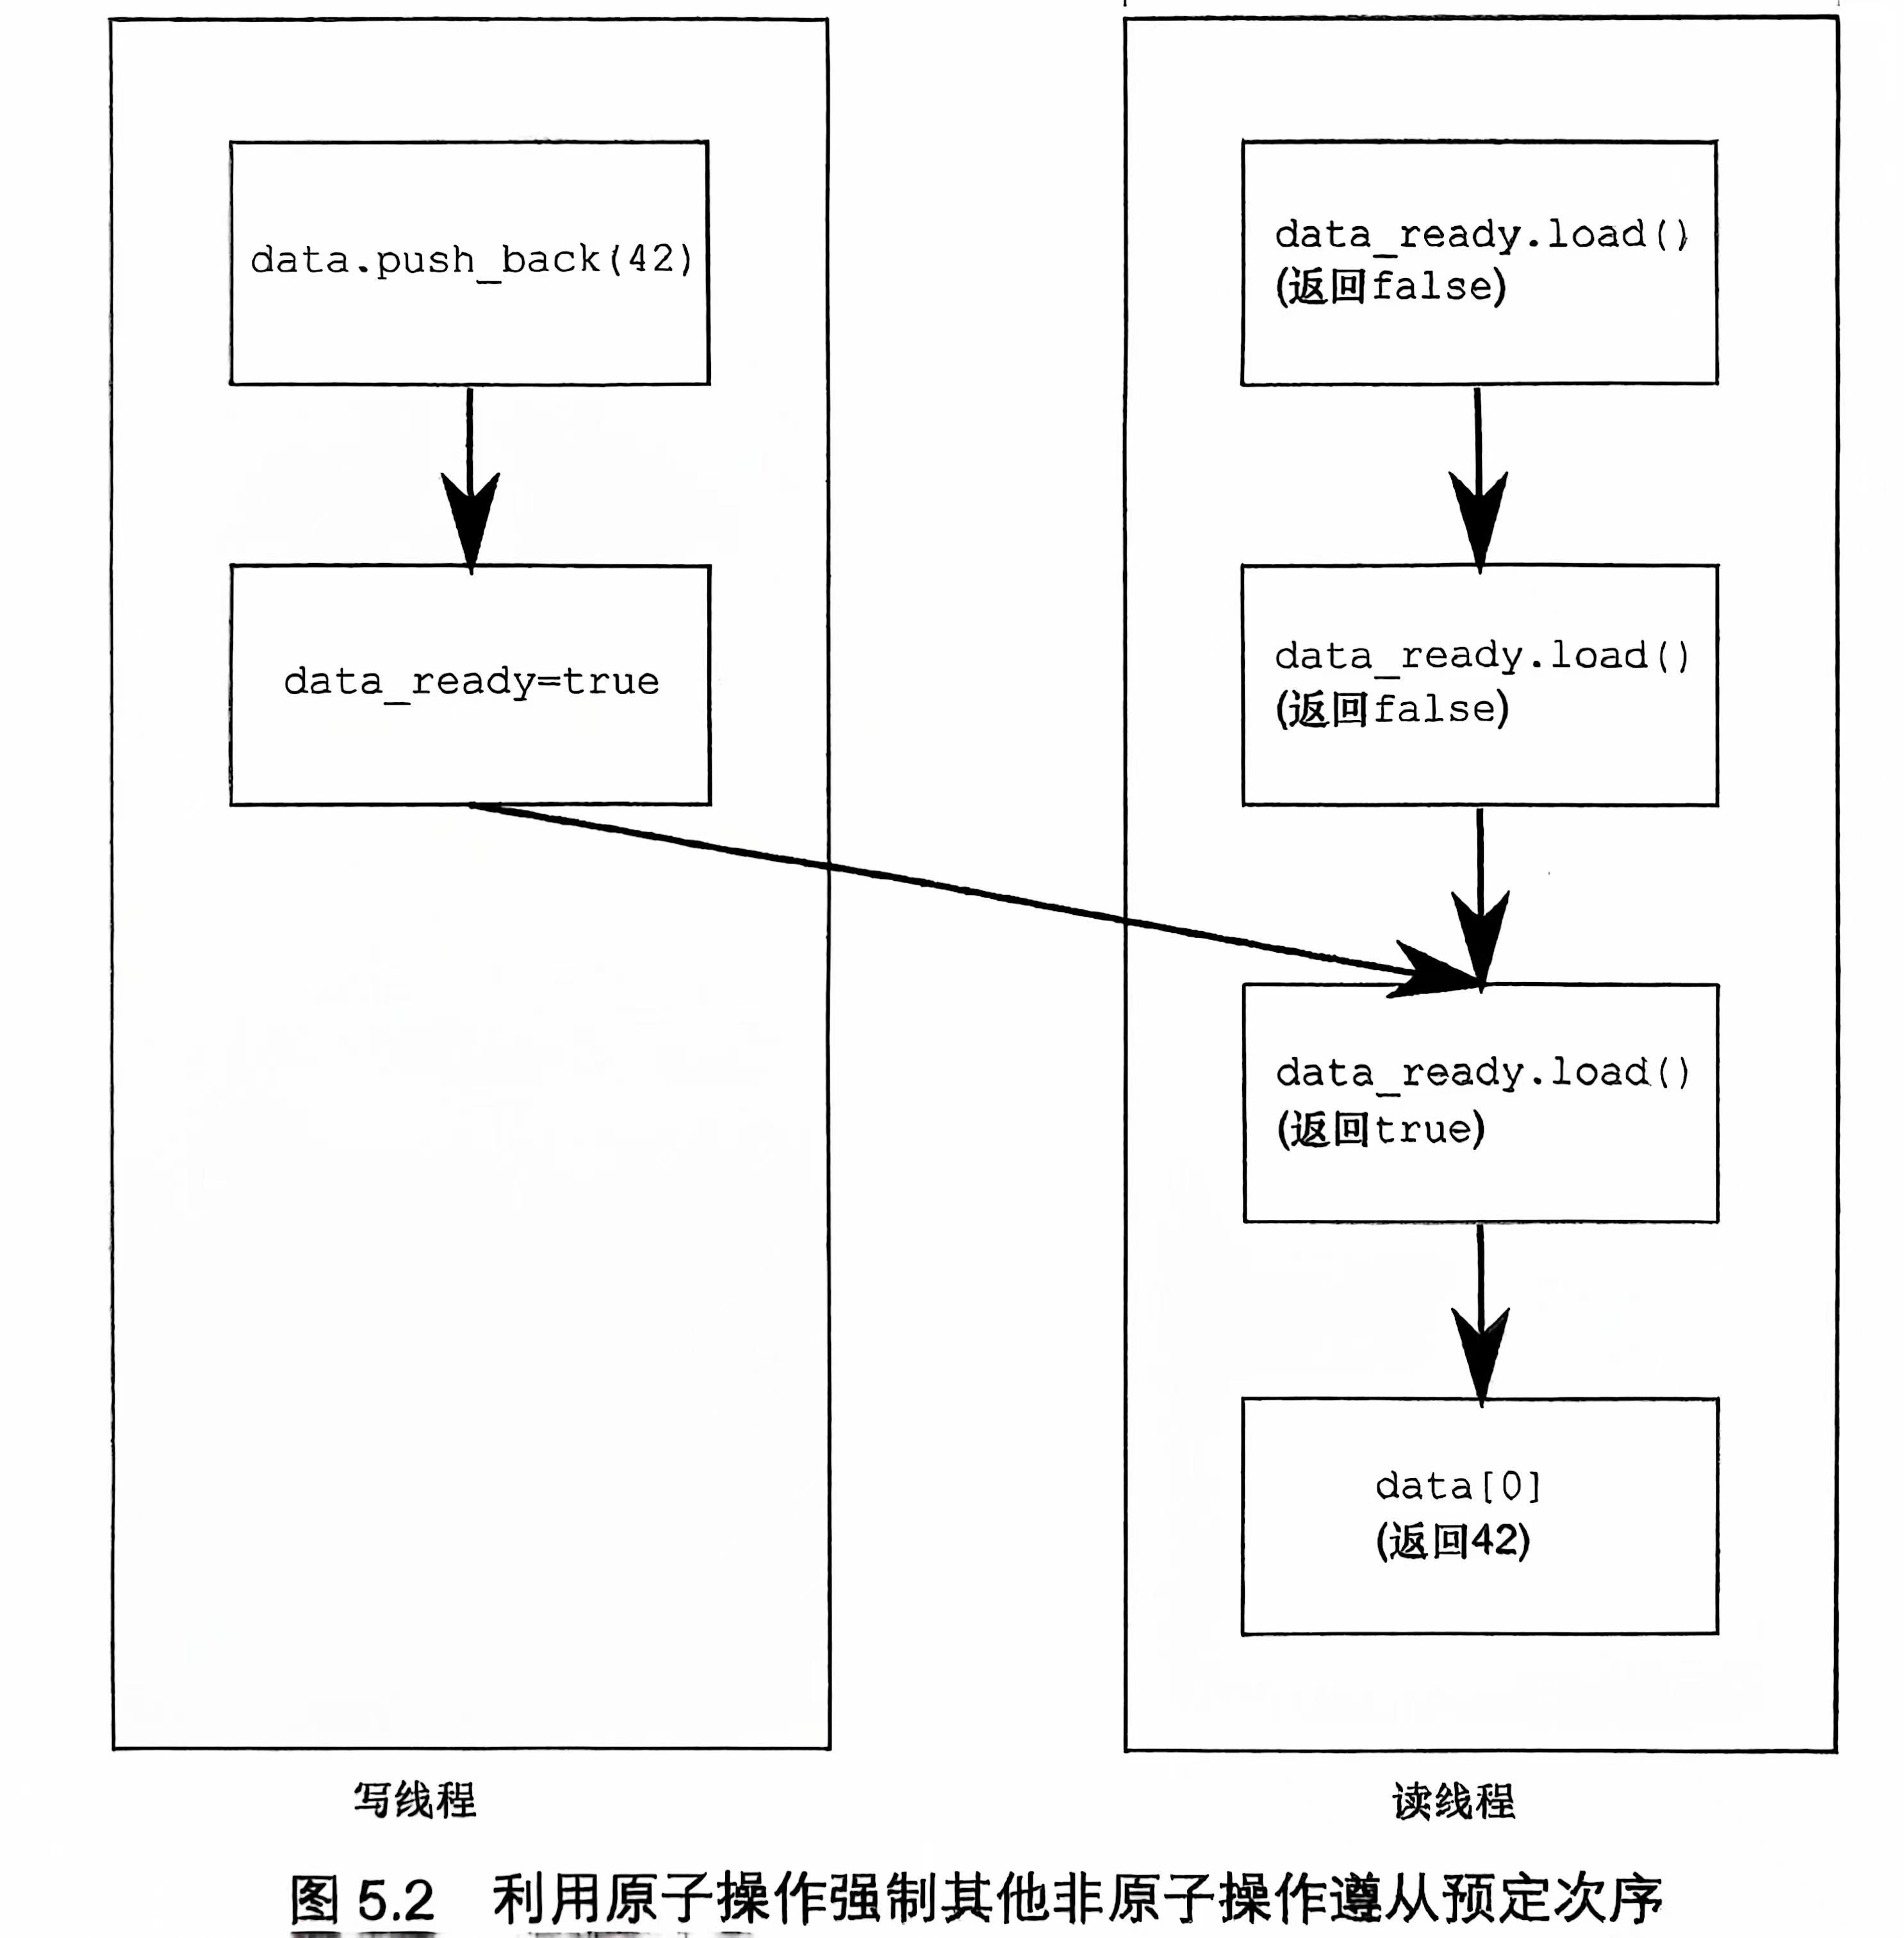 data.push_back(42)
data_ready=true
写线程
data_ready.load()
(返回false)
data_ready.load()
(返回false)
data_ready.load()
(返回true)
data[0]
(返回42)
读线程
图 5.2 利用原子操作强制其他非原子操作遵从预定次序